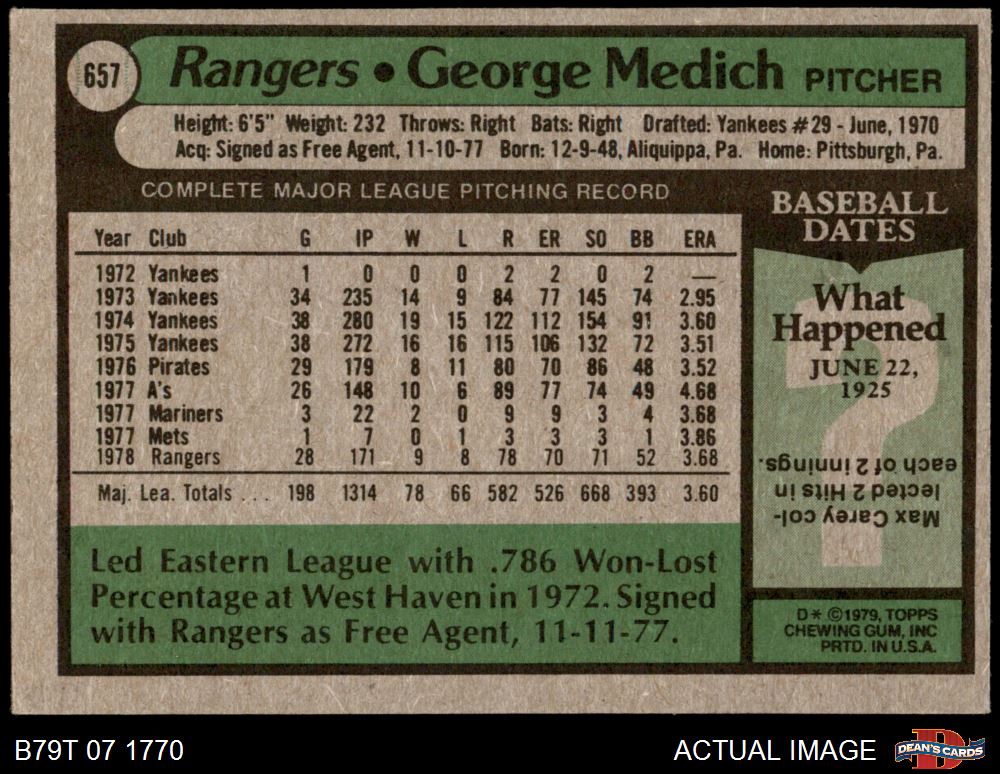 657
Rangers • George Medich PITCHER
Height: 6'5" Weight: 232 Throws: Right Bats: Right Drafted: Yankees #29 - June, 1970
Acq: Signed as Free Agent, 11-10-77 Born: 12-9-48, Aliquippa, Pa. Home: Pittsburgh, Pa.
COMPLETE MAJOR LEAGUE PITCHING RECORD
Year Club G IP W L R ER SO BB ERA
1972 Yankees 1 0 0 0 2 2 0 2 —
1973 Yankees 34 235 14 9 84 77 145 74 2.95
1974 Yankees 38 280 19 15 122 112 154 91 3.60
1975 Yankees 38 272 16 16 115 106 132 72 3.51
1976 Pirates 29 179 8 11 80 70 86 48 3.52
1977 A's 26 148 10 6 89 77 74 49 4.68
1977 Mariners 3 22 2 0 9 9 3 4 3.68
1977 Mets 1 7 0 1 3 3 3 1 3.86
1978 Rangers 28 171 9 8 78 70 71 52 3.68
Maj. Lea. Totals . . . 198 1314 78 66 582 526 668 393 3.60
Led Eastern League with .786 Won-Lost
Percentage at West Haven in 1972. Signed
with Rangers as Free Agent, 11-11-77.
BASEBALL
DATES
What
Happened
JUNE 22,
1925
?
Max Carey col-
lected 2 Hits in
each of 2 innings.
D* ©1979, TOPPS
CHEWING GUM, INC
PRTD. IN U.S.A.
B79T 07 1770
ACTUAL IMAGE
D
DEAN'S CARDS